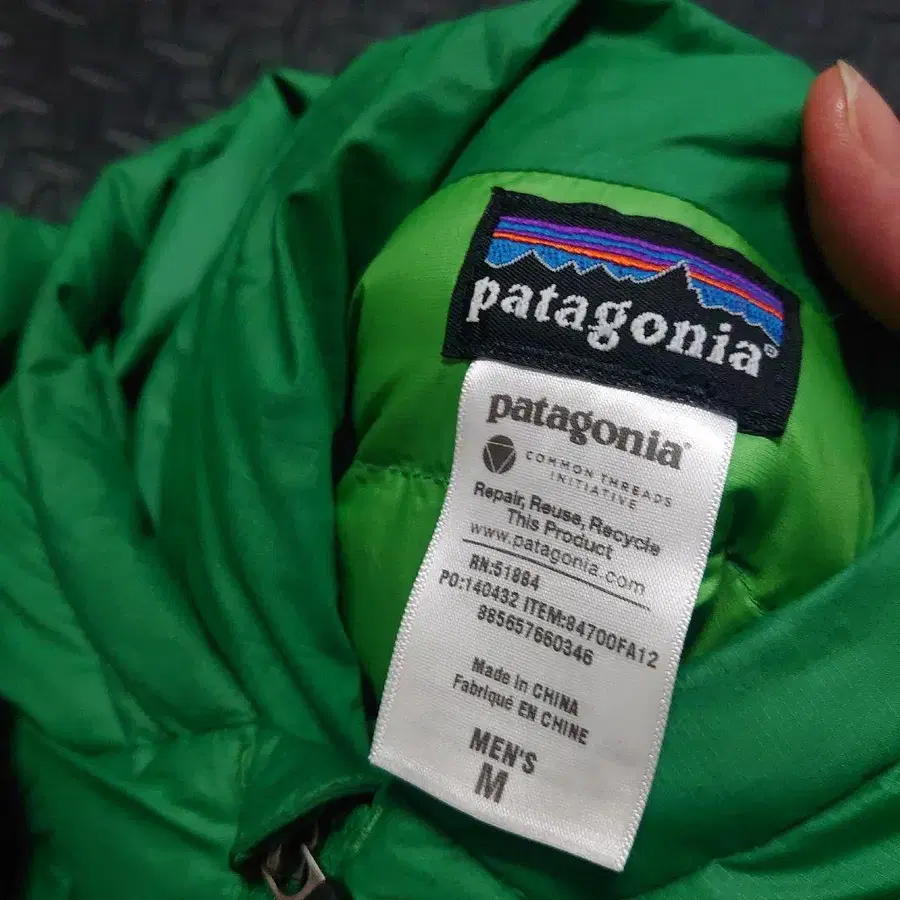 patagonia®
patagonia®
COMMON THREADS
INITIATIVE
Repair, Reuse, Recycle
This Product
www.patagonia.com
RN:51884
PO:140432 ITEM:84700FA12
885657660346
Made in CHINA
Fabriqué EN CHINE
MEN'S
M